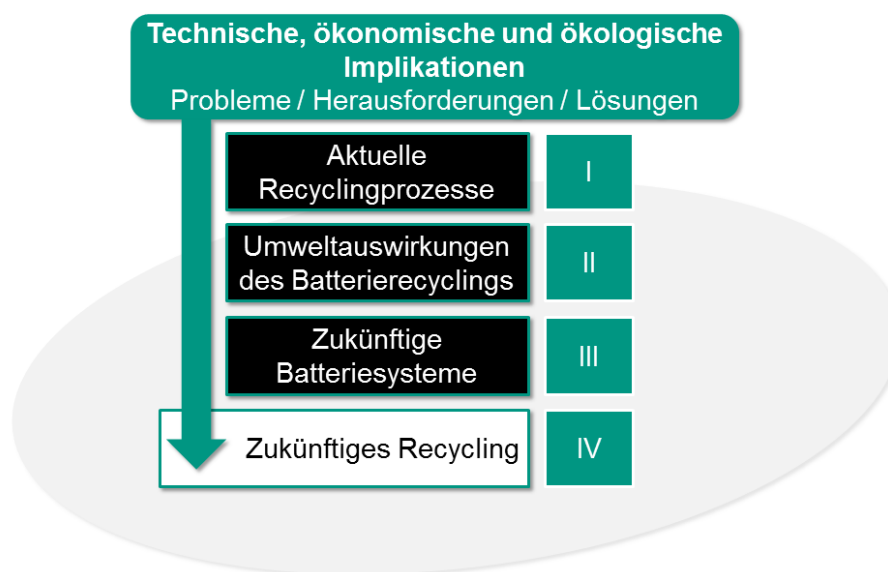 Technische, ökonomische und ökologische
Implikationen
Probleme / Herausforderungen / Lösungen
Aktuelle
Recyclingprozesse
I
Umweltauswirkungen
des Batterierecyclings
II
Zukünftige
Batteriesysteme
III
Zukünftiges Recycling
IV